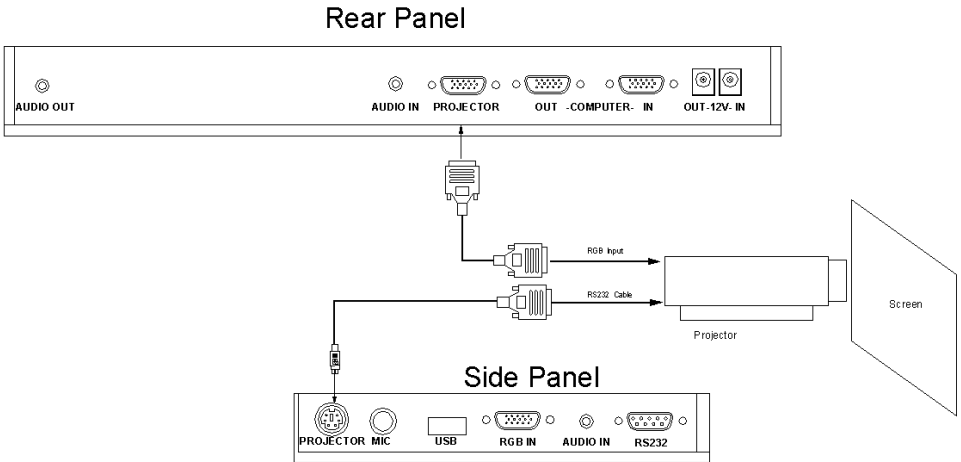 Rear Panel
AUDIO OUT AUDIO IN PROJECTOR OUT -COMPUTER- IN OUT-12V- IN
RGB Input
RS232 Cable
Screen
Projector
Side Panel
PROJECTOR MIC USB RGB IN AUDIO IN RS232